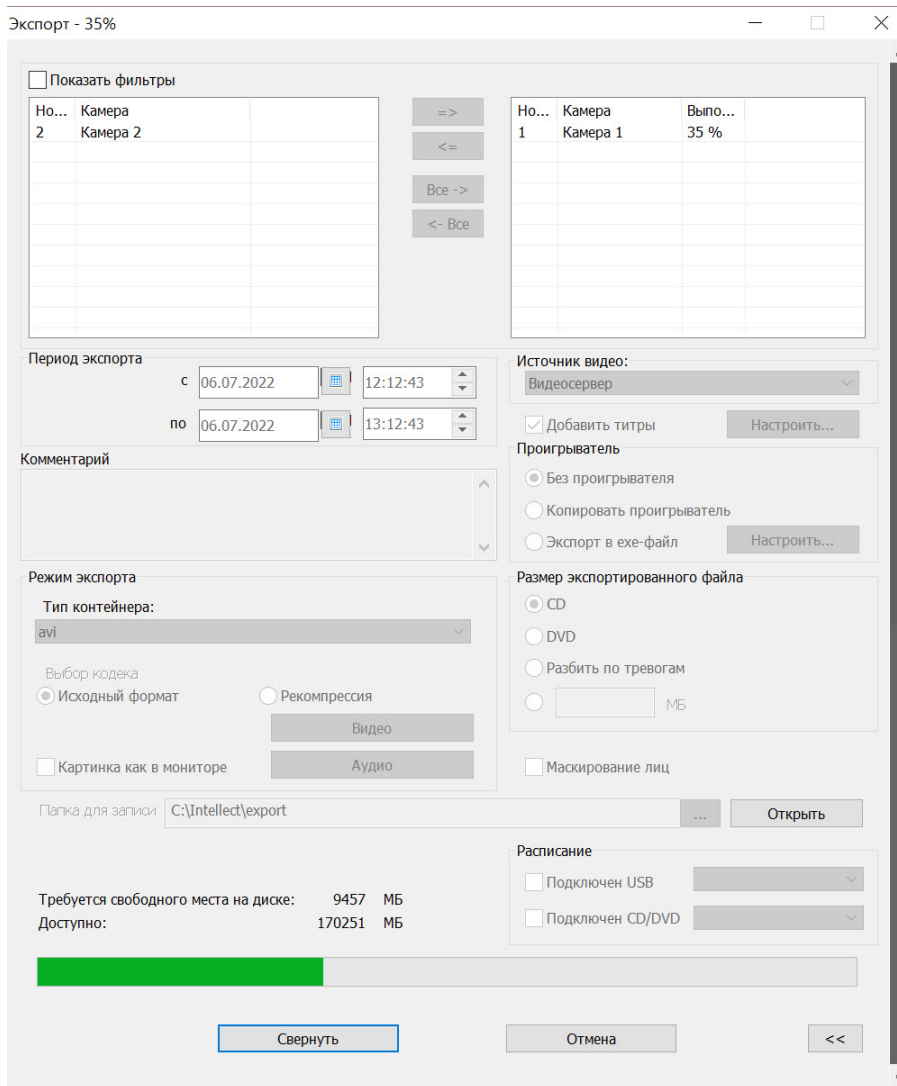 Экспорт - 35%
Показать фильтры
Но... Камера
2 Камера 2
=>
<=
Все ->
<- Все
Но... Камера Выпо...
1 Камера 1 35 %
Период экспорта
с 06.07.2022 12:12:43
по 06.07.2022 13:12:43
Источник видео:
Видеосервер
Добавить титры Настроить...
Комментарий
Проигрыватель
Без проигрывателя
Копировать проигрыватель
Экспорт в exe-файл Настроить...
Режим экспорта
Тип контейнера:
avi
Выбор кодека
Исходный формат Рекомпрессия
Видео
Картинка как в мониторе Аудио
Размер экспортированного файла
CD
DVD
Разбить по тревогам
МБ
Маскирование лиц
Папка для записи C:\Intellect\export ... Открыть
Расписание
Подключен USB
Подключен CD/DVD
Требуется свободного места на диске: 9457 МБ
Доступно: 170251 МБ
Свернуть Отмена <<